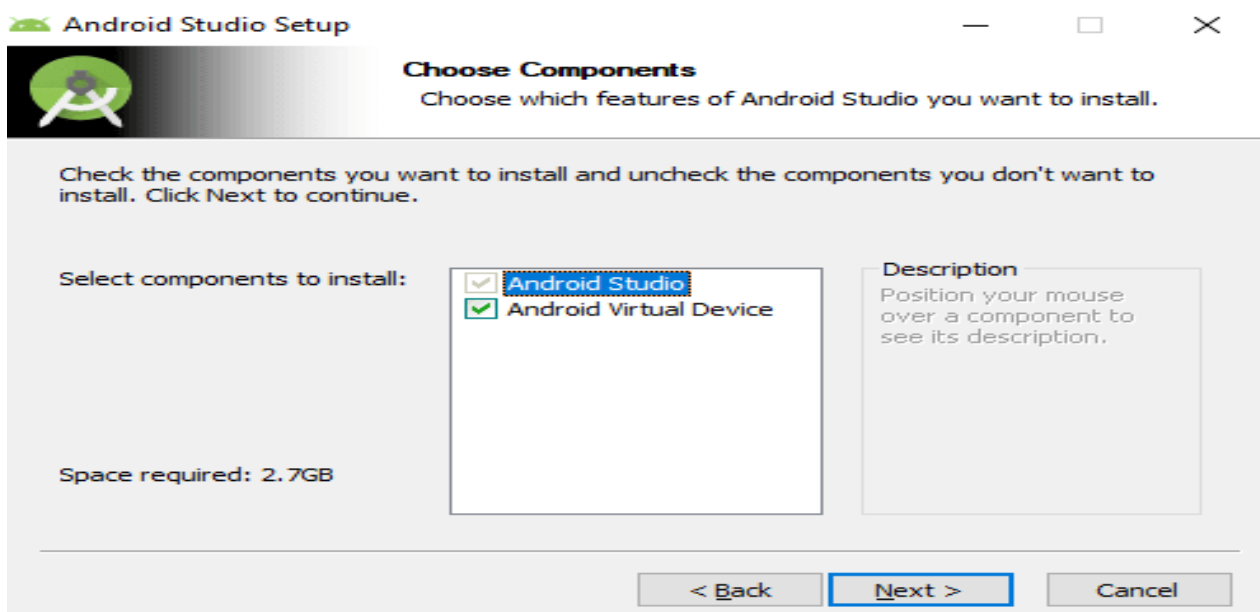 Android Studio Setup
Choose Components
Choose which features of Android Studio you want to install.
Check the components you want to install and uncheck the components you don't want to
install. Click Next to continue.
Select components to install:
Android Studio
Android Virtual Device
Description
Position your mouse
over a component to
see its description.
Space required: 2.7GB
< Back
Next >
Cancel